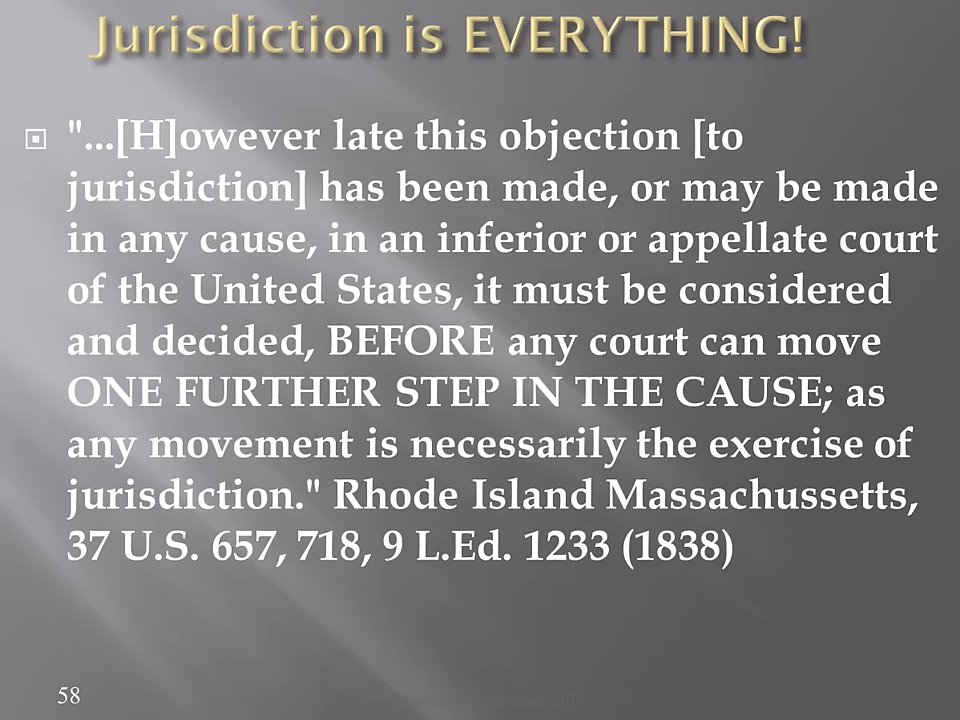 Jurisdiction is EVERYTHING!
"...[H]owever late this objection [to
jurisdiction] has been made, or may be made
in any cause, in an inferior or appellate court
of the United States, it must be considered
and decided, BEFORE any court can move
ONE FURTHER STEP IN THE CAUSE; as
any movement is necessarily the exercise of
jurisdiction." Rhode Island Massachussetts,
37 U.S. 657, 718, 9 L.Ed. 1233 (1838)
58